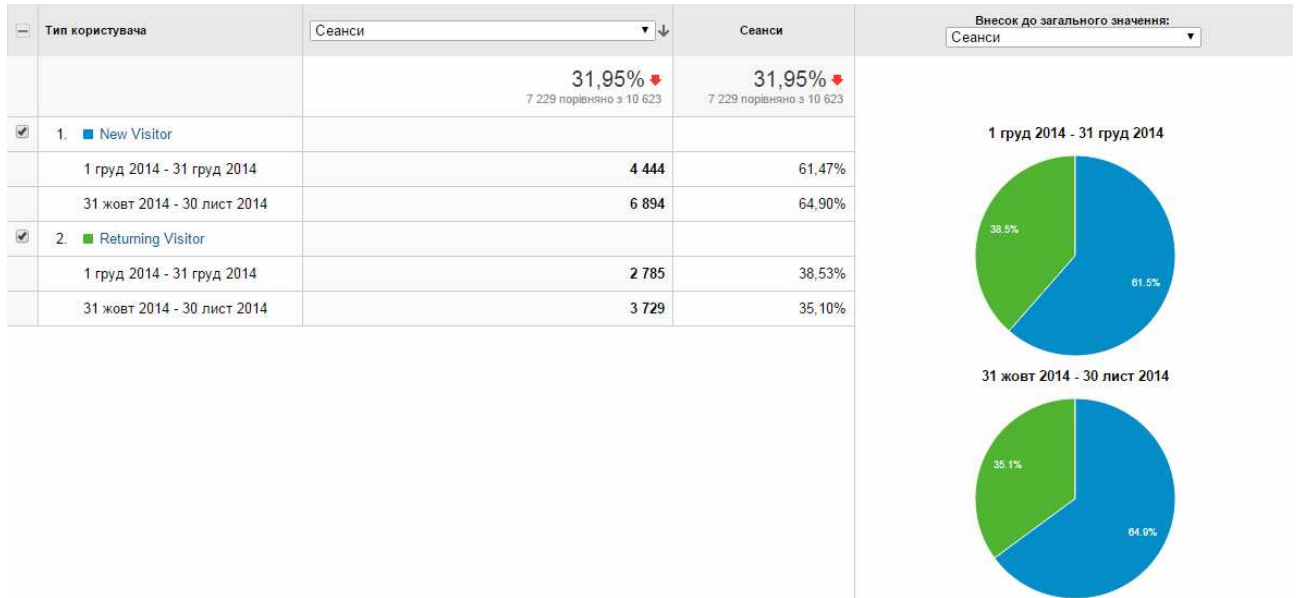 Тип користувача
Сеанси
Сеанси
Внесок до загального значення:
Сеанси
31,95%
7 229 порівняно з 10 623
31,95%
7 229 порівняно з 10 623
1. New Visitor
1 груд 2014 - 31 груд 2014 4 444 61,47%
31 жовт 2014 - 30 лист 2014 6 894 64,90%
2. Returning Visitor
1 груд 2014 - 31 груд 2014 2 785 38,53%
31 жовт 2014 - 30 лист 2014 3 729 35,10%
1 груд 2014 - 31 груд 2014
38.5%
61.5%
31 жовт 2014 - 30 лист 2014
35.1%
64.9%